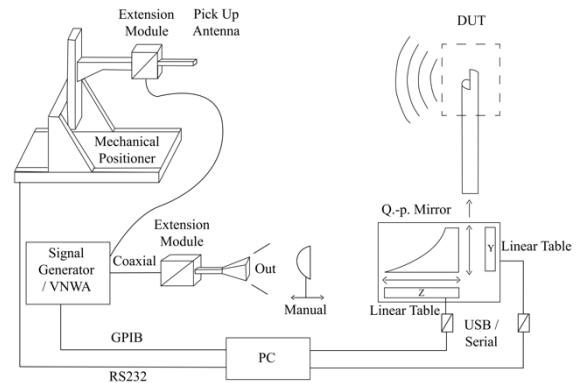 Extension
Module
Pick Up
Antenna
DUT
Mechanical
Positioner
Q.-p. Mirror
Extension
Module
Signal
Generator
/ VNWA
Coaxial
Out
Manual
Y
Linear Table
Z
Linear Table
USB /
Serial
GPIB
PC
RS232